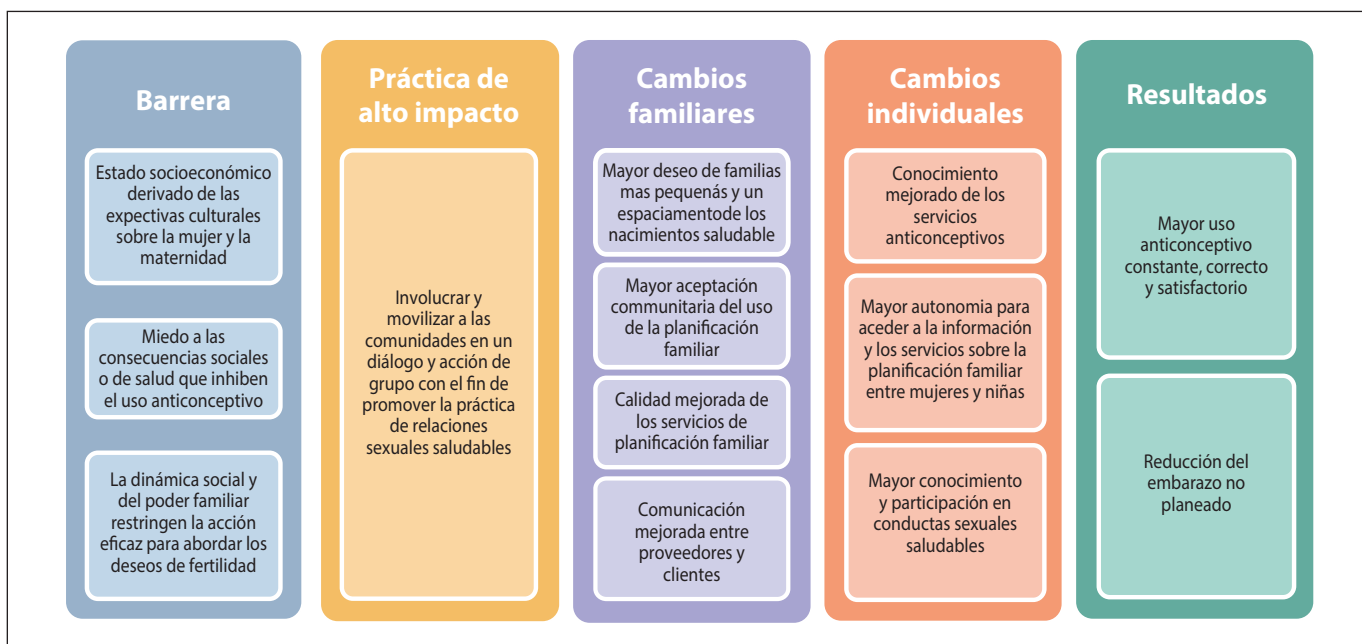 Barrera
Estado socioeconómico
derivado de las
expectivas culturales
sobre la mujer y la
maternidad
Miedo a las
consecuencias sociales
o de salud que inhiben
el uso anticonceptivo
La dinámica social y
del poder familiar
restringen la acción
eficaz para abordar los
deseos de fertilidad
Práctica de
alto impacto
Involucrar y
movilizar a las
comunidades en un
diálogo y acción de
grupo con el fin de
promover la práctica
de relaciones
sexuales saludables
Cambios
familiares
Mayor deseo de familias
mas pequenás y un
espaciamentode los
nacimientos saludable
Mayor aceptación
communitaria del uso
de la planificación
familiar
Calidad mejorada de
los servicios de
planificación familiar
Comunicación
mejorada entre
proveedores y
clientes
Cambios
individuales
Conocimiento
mejorado de los
servicios
anticonceptivos
Mayor autonomia para
aceder a la información
y los servicios sobre la
planificación familiar
entre mujeres y niñas
Mayor conocimiento
y participación en
conductas sexuales
saludables
Resultados
Mayor uso
anticonceptivo
constante, correcto
y satisfactorio
Reducción del
embarazo no
planeado